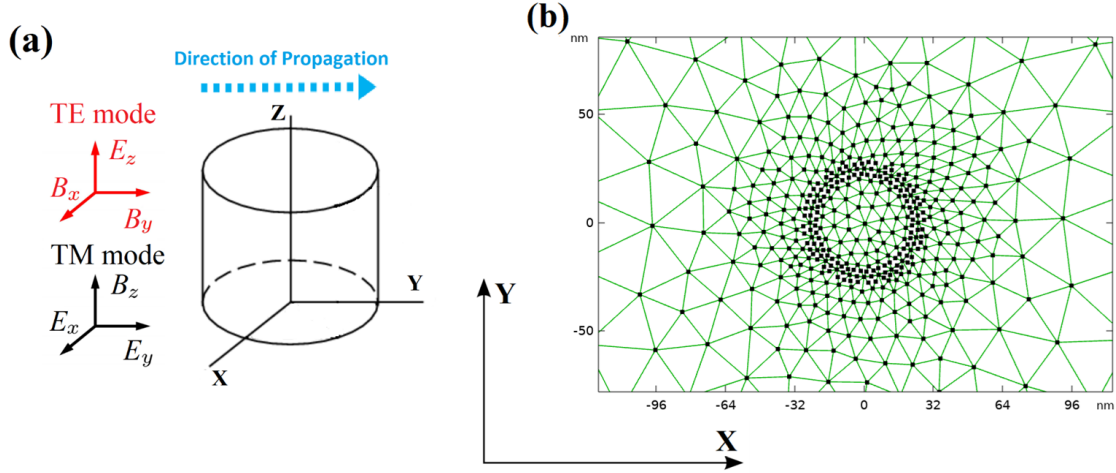 (a)
Direction of Propagation
TE mode
E_z
B_x
B_y
TM mode
B_z
E_x
E_y
Z
Y
X
Y
X
(b)
nm
50
0
-50
-96
-64
-32
0
32
64
96
nm